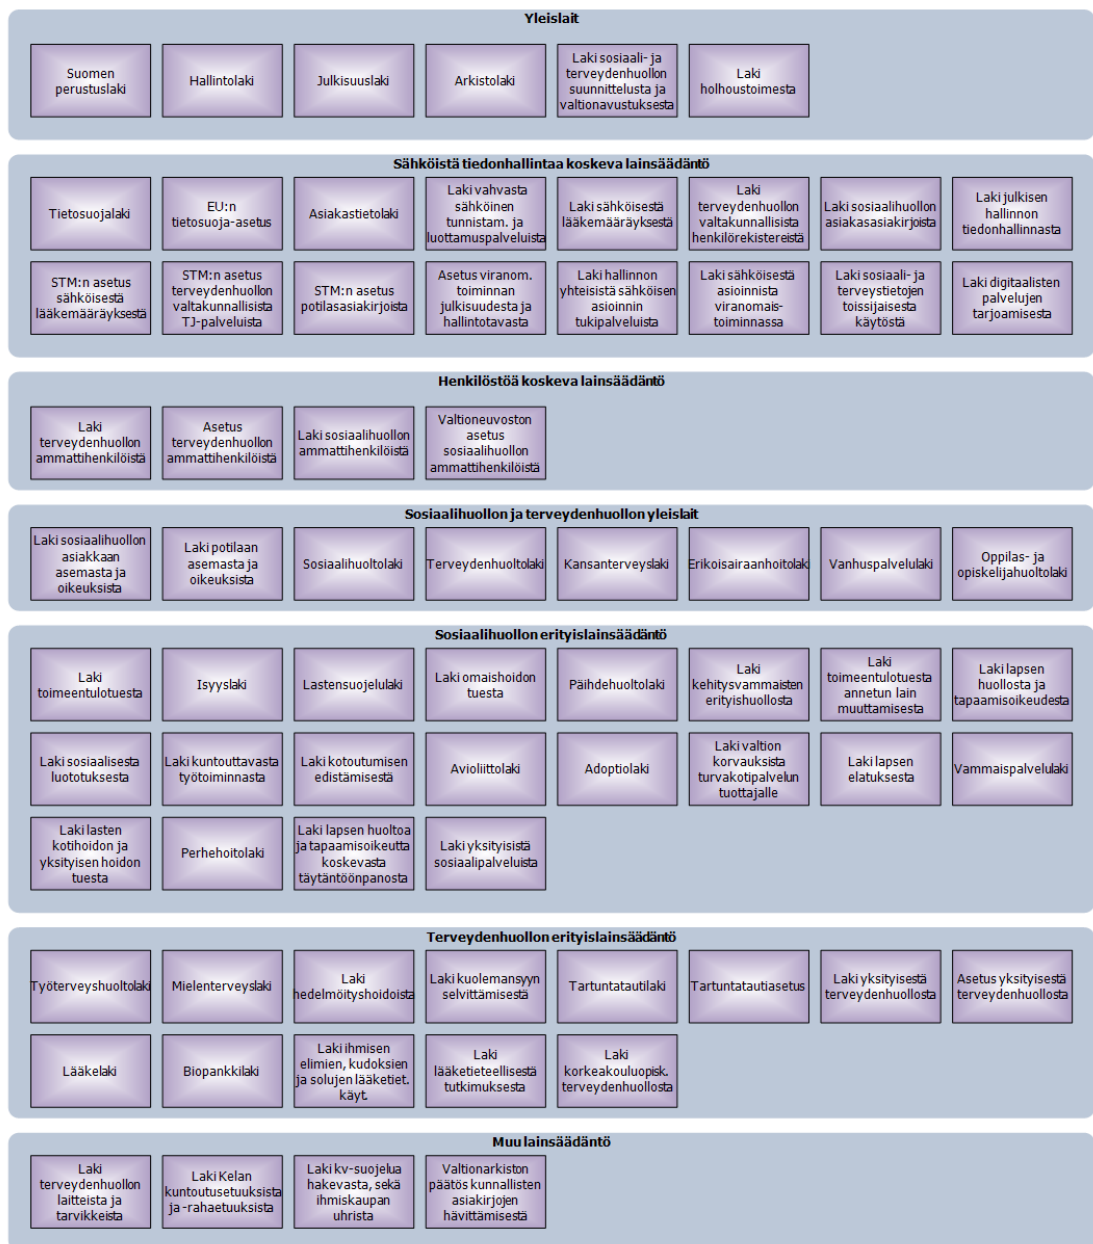 Yleislait
Suomen
perustuslaki
Hallintolaki
Julkisuuslaki
Arkistolaki
Laki sosiaali- ja
terveydenhuollon
suunnittelusta ja
valtionavustuksesta
Laki
holhoustoimesta
Sähköistä tiedonhallintaa koskeva lainsäädäntö
Tietosuojalaki
EU:n
tietosuoja-asetus
Asiakastietolaki
Laki vahvasta
sähköinen
tunnistam. ja
luottamuspalveluista
Laki sähköisestä
lääkemääräyksestä
Laki
terveydenhuollon
valtakunnallisista
henkilörekistereistä
Laki sosiaalihuollon
asiakasasiakirjoista
Laki julkisen
hallinnon
tiedonhallinnasta
STM:n asetus
sähköisestä
lääkemääräyksestä
STM:n asetus
terveydenhuollon
valtakunnallisista
TJ-palveluista
STM:n asetus
potilasasiakirjoista
Asetus viranom.
toiminnan
julkisuudesta ja
hallintotavasta
Laki hallinnon
yhteisistä sähköisen
asioinnin
tukipalveluista
Laki sähköisestä
asioinnista
viranomais-
toiminnassa
Laki sosiaali- ja
terveystietojen
toissijaisesta
käytöstä
Laki digitaalisten
palvelujen
tarjoamisesta
Henkilöstöä koskeva lainsäädäntö
Laki
terveydenhuollon
ammattihenkilöistä
Asetus
terveydenhuollon
ammattihenkilöistä
Laki sosiaalihuollon
ammattihenkilöistä
Valtioneuvoston
asetus
sosiaalihuollon
ammattihenkilöistä
Sosiaalihuollon ja terveydenhuollon yleislait
Laki sosiaalihuollon
asiakkaan
asemasta ja
oikeuksista
Laki potilaan
asemasta ja
oikeuksista
Sosiaalihuoltolaki
Terveydenhuoltolaki
Kansanterveyslaki
Erikoisairaanhoitolaki
Vanhuspalvelulaki
Oppilas- ja
opiskelijahuoltolaki
Sosiaalihuollon erityislainsäädäntö
Laki
toimeentulotuesta
Isyyslaki
Lastensuojelulaki
Laki omaishoidon
tuesta
Päihdehuoltolaki
Laki
kehitysvammaisten
erityishuollosta
Laki
toimeentulotuesta
annetun lain
muuttamisesta
Laki lapsen
huollosta ja
tapaamisoikeudesta
Laki sosiaalisesta
luototuksesta
Laki kuntouttavasta
työtoiminnasta
Laki kotoutumisen
edistämisestä
Avioliittolaki
Adoptiolaki
Laki valtion
korvauksista
turvakotipalvelun
tuottajalle
Laki lapsen
elatuksesta
Vammaispalvelulaki
Laki lasten
kotihoidon ja
yksityisen hoidon
tuesta
Perhehoitolaki
Laki lapsen huoltoa
ja tapaamisoikeutta
koskevasta
täytäntöönpanosta
Laki yksityisistä
sosiaalipalveluista
Terveydenhuollon erityislainsäädäntö
Työterveyshuoltolaki
Mielenterveyslaki
Laki
hedelmöityshoidoista
Laki kuolemansyyn
selvittämisestä
Tartuntatautilaki
Tartuntatautiasetus
Laki yksityisestä
terveydenhuollosta
Asetus yksityisestä
terveydenhuollosta
Lääkelaki
Biopankkilaki
Laki ihmisen
elimien, kudoksien
ja solujen lääketiet.
käyt.
Laki
lääketieteellisestä
tutkimuksesta
Laki
korkeakouluopisk.
terveydenhuollosta
Muu lainsäädäntö
Laki
terveydenhuollon
laitteista ja
tarvikkeista
Laki Kelan
kuntoutusetuuksista
ja -rahaetuuksista
Laki kv-suojelua
hakevasta, sekä
ihmiskaupan
uhrista
Valtionarkiston
päätös kunnallisten
asiakirjojen
hävittämisestä